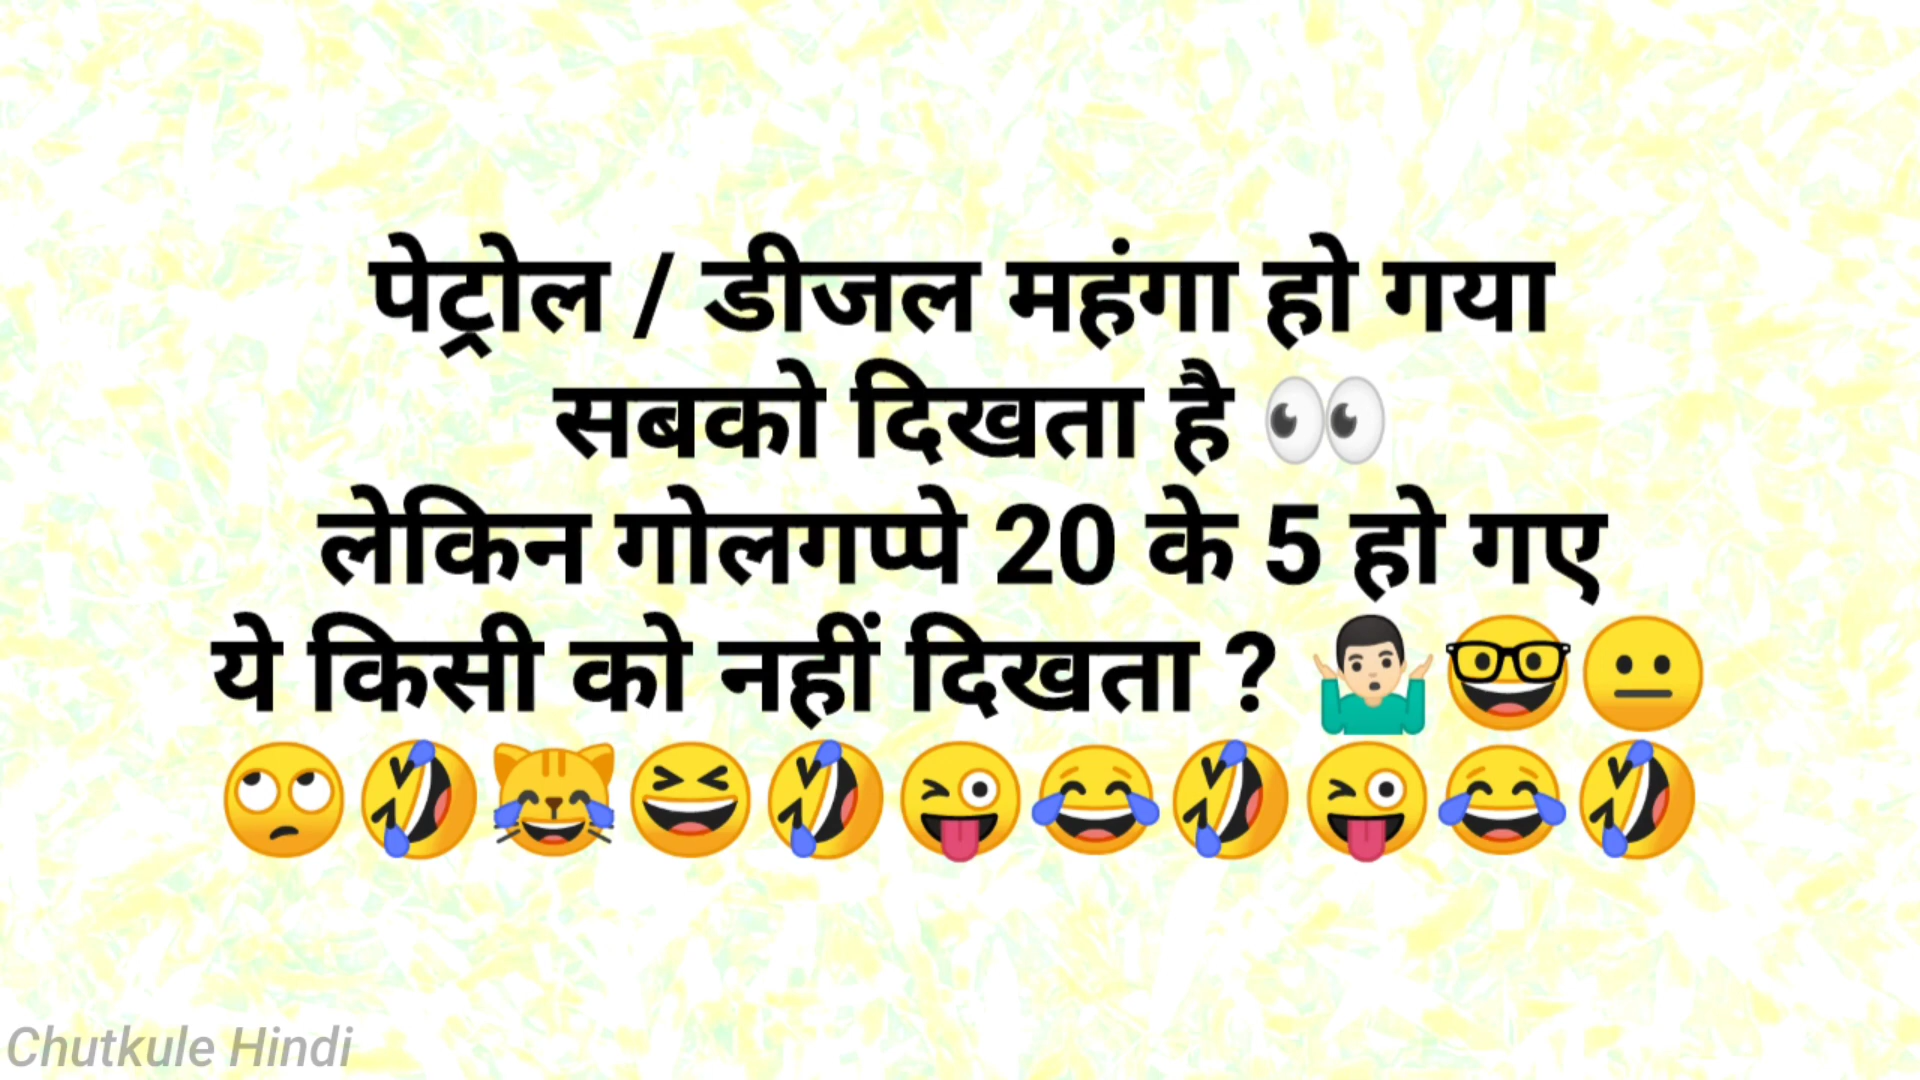 पेट्रोल / डीजल महंगा हो गया
सबको दिखता है 👀
लेकिन गोलगप्पे 20 के 5 हो गए
ये किसी को नहीं दिखता ? 🤷🏻‍♂️🤓😐
🙄🤣😹😆🤣😜😂🤣😜😂🤣
Chutkule Hindi